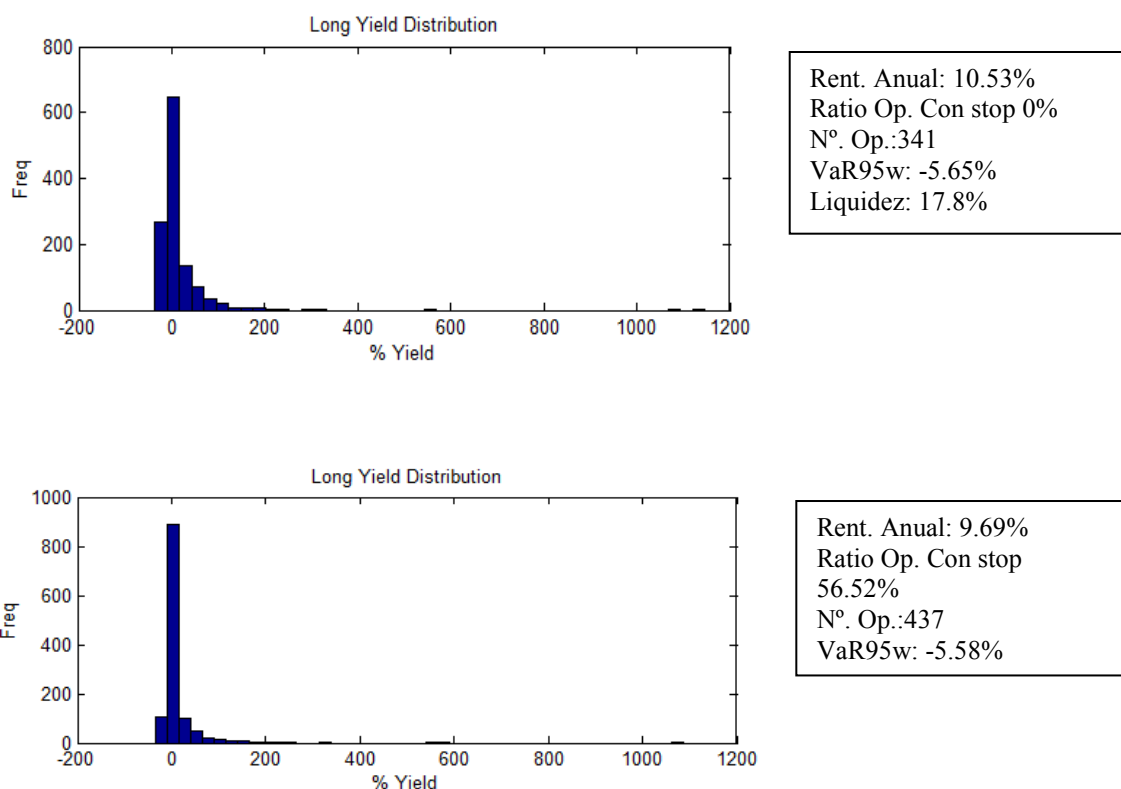 Long Yield Distribution
800
600
400
200
0
Freq
-200 0 200 400 600 800 1000 1200
% Yield
Rent. Anual: 10.53%
Ratio Op. Con stop 0%
Nº. Op.:341
VaR95w: -5.65%
Liquidez: 17.8%
Long Yield Distribution
1000
800
600
400
200
0
Freq
-200 0 200 400 600 800 1000 1200
% Yield
Rent. Anual: 9.69%
Ratio Op. Con stop
56.52%
Nº. Op.:437
VaR95w: -5.58%